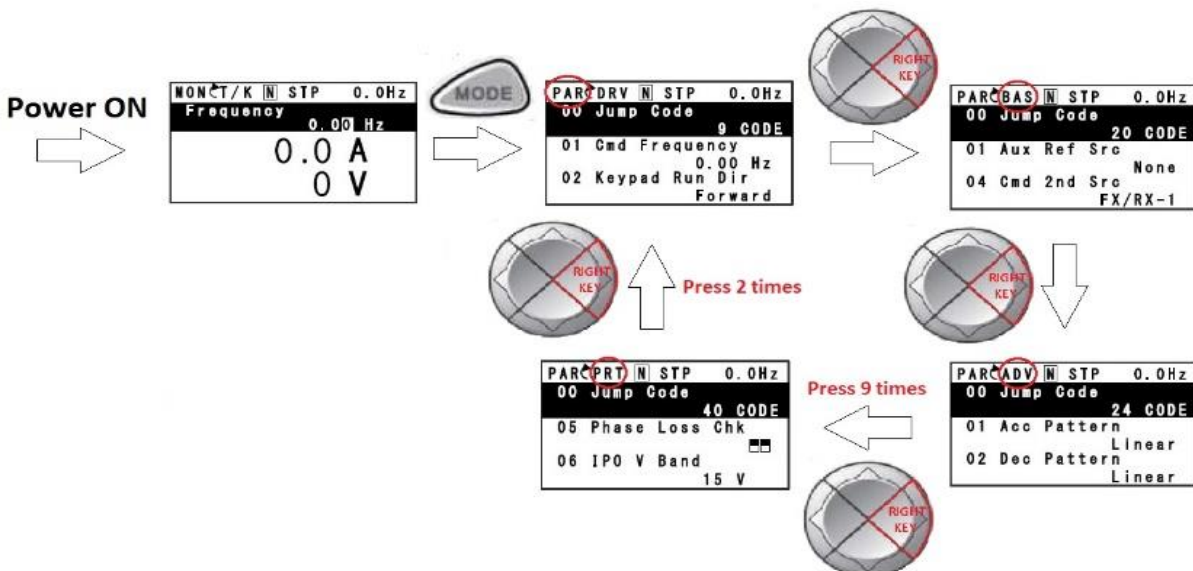 Power ON
MON T/K N STP 0.0Hz
Frequency
0.00 Hz
0.0 A
0 V
MODE
PAR DRV N STP 0.0Hz
00 Jump Code
9 CODE
01 Cmd Frequency
0.00 Hz
02 Keypad Run Dir
Forward
RIGHT
KEY
PAR BAS N STP 0.0Hz
00 Jump Code
20 CODE
01 Aux Ref Src
None
04 Cmd 2nd Src
FX/RX-1
RIGHT
KEY
PAR ADV N STP 0.0Hz
00 Jump Code
24 CODE
01 Acc Pattern
Linear
02 Dec Pattern
Linear
Press 9 times
RIGHT
KEY
PAR PRT N STP 0.0Hz
00 Jump Code
40 CODE
05 Phase Loss Chk
06 IPO V Band
15 V
RIGHT
KEY
Press 2 times